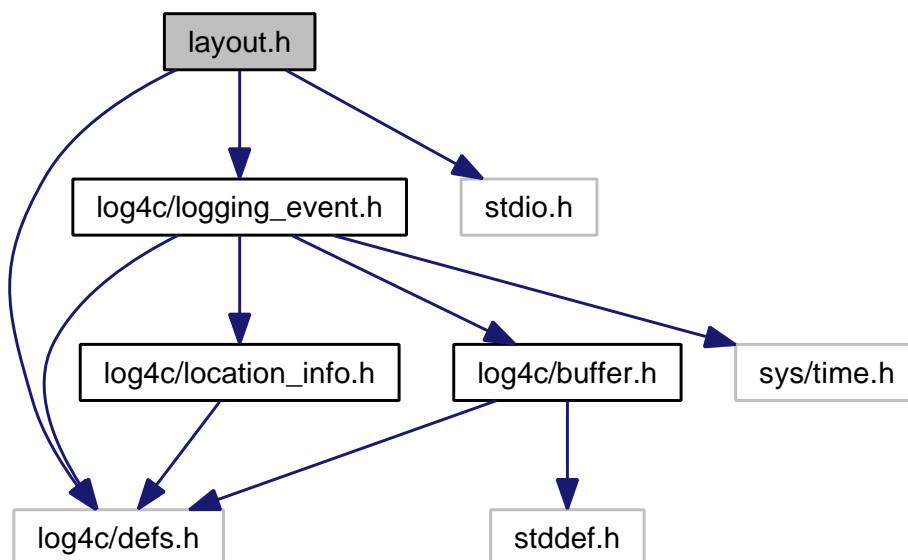 layout.h
log4c/logging_event.h
stdio.h
log4c/location_info.h
log4c/buffer.h
sys/time.h
log4c/defs.h
stddef.h